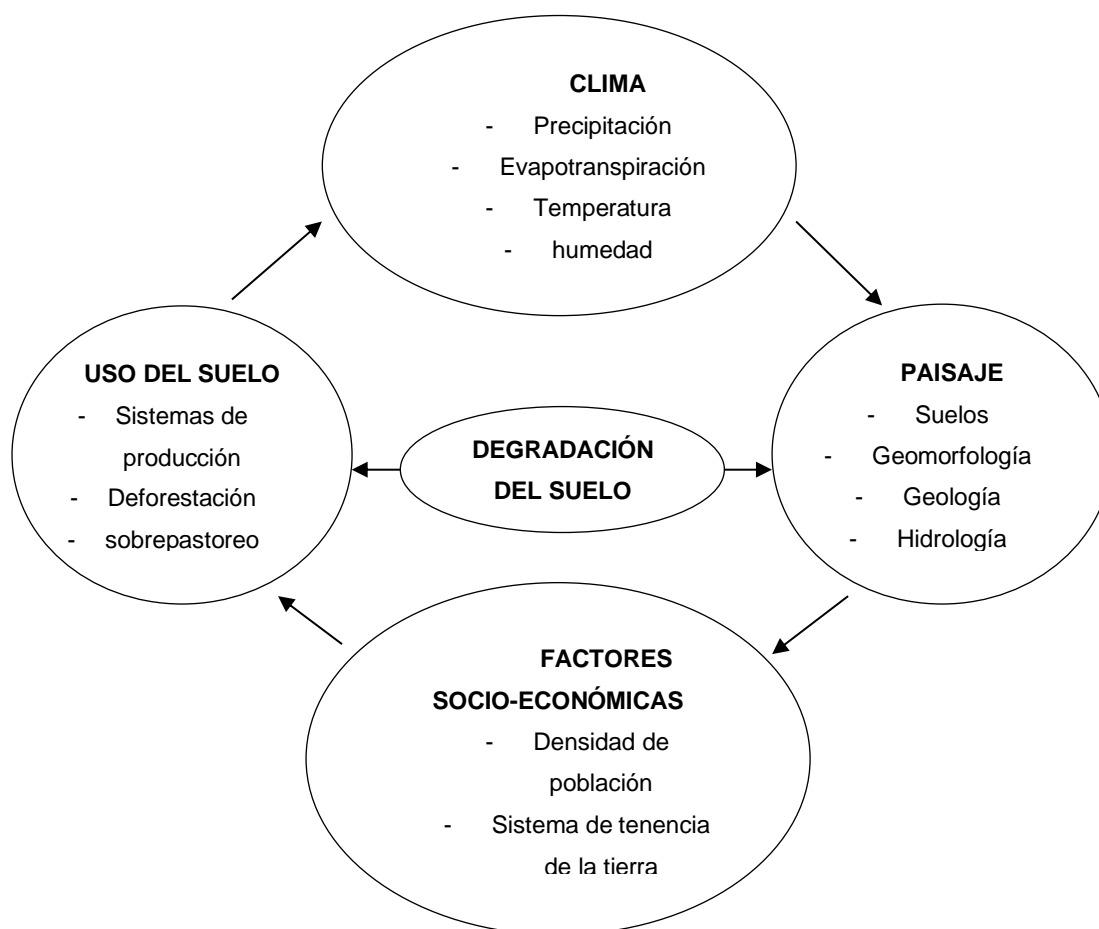 CLIMA
- Precipitación
- Evapotranspiración
- Temperatura
- humedad
USO DEL SUELO
- Sistemas de
producción
- Deforestación
- sobrepastoreo
DEGRADACIÓN
DEL SUELO
PAISAJE
- Suelos
- Geomorfología
- Geología
- Hidrología
FACTORES
SOCIO-ECONÓMICAS
- Densidad de
población
- Sistema de tenencia
de la tierra